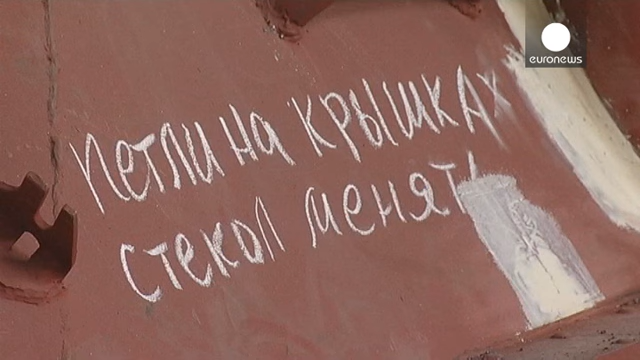 euronews
петли на крышках
стекол менять